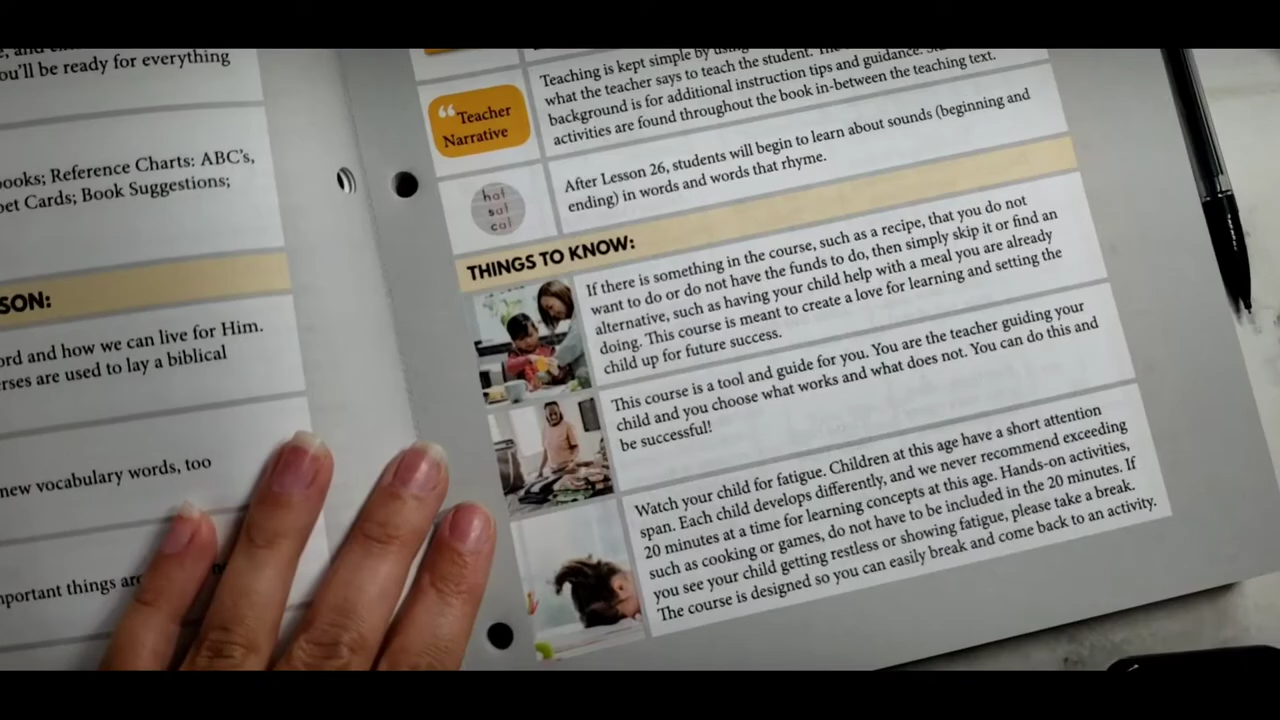 ou'll be ready for everything
ooks; Reference Charts: ABC's,
et Cards; Book Suggestions;
SON:
ord and how we can live for Him.
rses are used to lay a biblical
new vocabulary words, too
portant things are
Teaching is kept simple by using
what the teacher says to teach the student.
background is for additional instruction tips and guidance.
activities are found throughout the book in-between the teaching text.
“Teacher
Narrative
After Lesson 26, students will begin to learn about sounds (beginning and
ending) in words and words that rhyme.
hat
sat
cat
THINGS TO KNOW:
If there is something in the course, such as a recipe, that you do not
want to do or do not have the funds to do, then simply skip it or find an
alternative, such as having your child help with a meal you are already
doing. This course is meant to create a love for learning and setting the
child up for future success.
This course is a tool and guide for you. You are the teacher guiding your
child and you choose what works and what does not. You can do this and
be successful!
Watch your child for fatigue. Children at this age have a short attention
span. Each child develops differently, and we never recommend exceeding
20 minutes at a time for learning concepts at this age. Hands-on activities,
such as cooking or games, do not have to be included in the 20 minutes. If
you see your child getting restless or showing fatigue, please take a break.
The course is designed so you can easily break and come back to an activity.